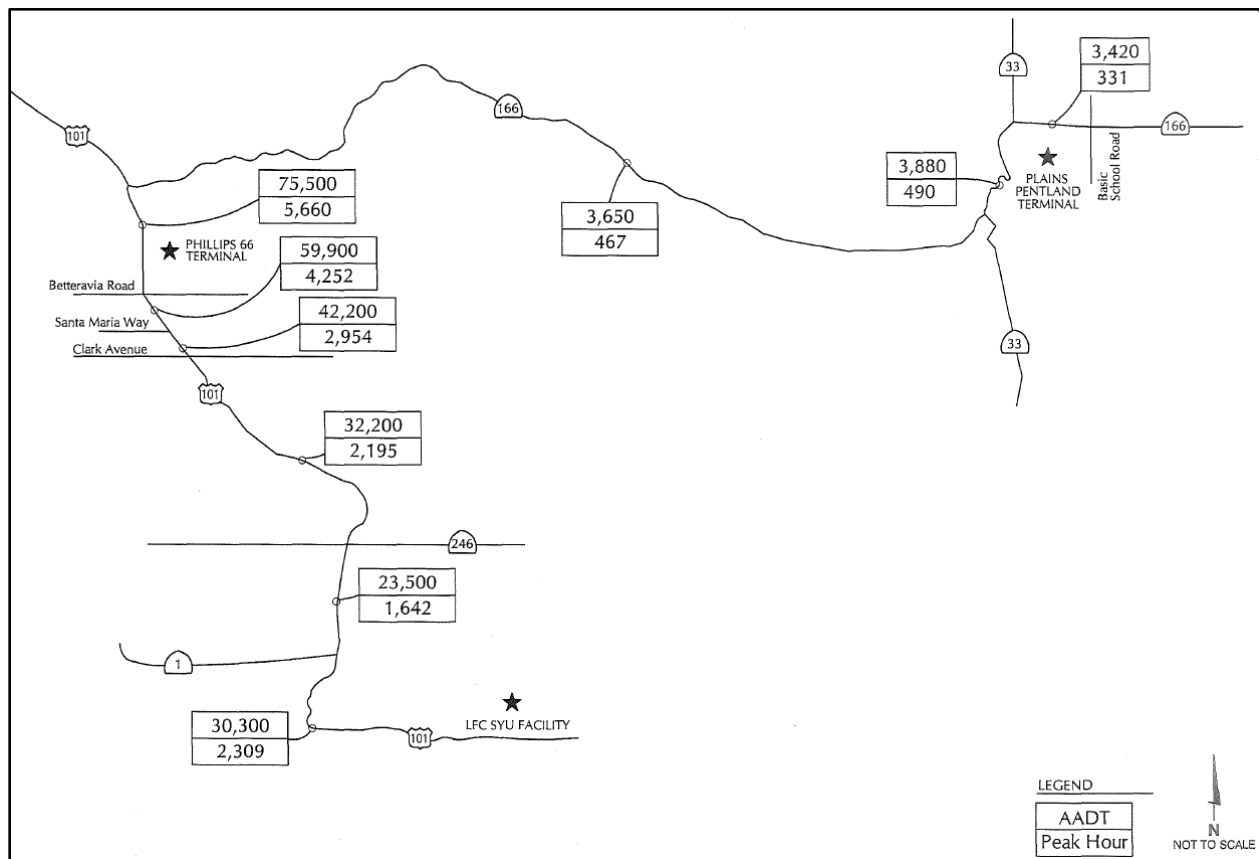 33
3,420
331
101
166
166
3,880
490
PLAINS
PENTLAND
TERMINAL
Basic
School Road
75,500
5,660
3,650
467
PHILLIPS 66
TERMINAL
59,900
4,252
Betteravia Road
42,200
2,954
Santa Maria Way
Clark Avenue
33
101
32,200
2,195
246
23,500
1,642
1
LFC SYU FACILITY
30,300
2,309
101
LEGEND
AADT
Peak Hour
N
NOT TO SCALE